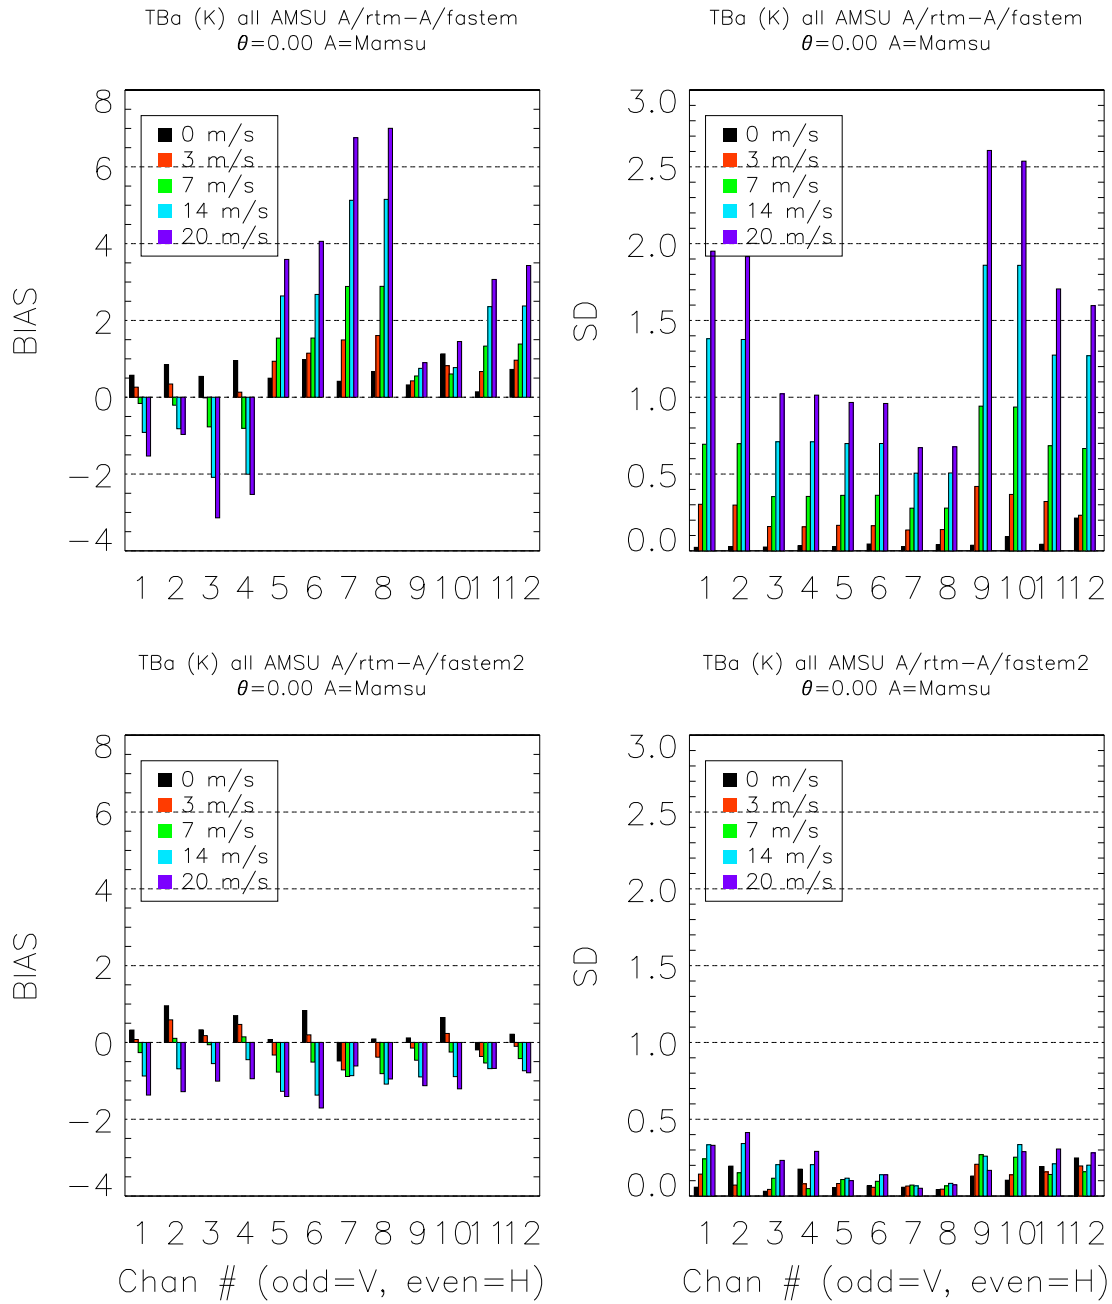 TBa (K) all AMSU A/rtm-A/fastem
θ=0.00 A=Mamsu
BIAS
8
6
4
2
0
-2
-4
0 m/s
3 m/s
7 m/s
14 m/s
20 m/s
1 2 3 4 5 6 7 8 9 10 11 12
TBa (K) all AMSU A/rtm-A/fastem
θ=0.00 A=Mamsu
SD
3.0
2.5
2.0
1.5
1.0
0.5
0.0
0 m/s
3 m/s
7 m/s
14 m/s
20 m/s
1 2 3 4 5 6 7 8 9 10 11 12
TBa (K) all AMSU A/rtm-A/fastem2
θ=0.00 A=Mamsu
BIAS
8
6
4
2
0
-2
-4
0 m/s
3 m/s
7 m/s
14 m/s
20 m/s
1 2 3 4 5 6 7 8 9 10 11 12
Chan # (odd=V, even=H)
TBa (K) all AMSU A/rtm-A/fastem2
θ=0.00 A=Mamsu
SD
3.0
2.5
2.0
1.5
1.0
0.5
0.0
0 m/s
3 m/s
7 m/s
14 m/s
20 m/s
1 2 3 4 5 6 7 8 9 10 11 12
Chan # (odd=V, even=H)